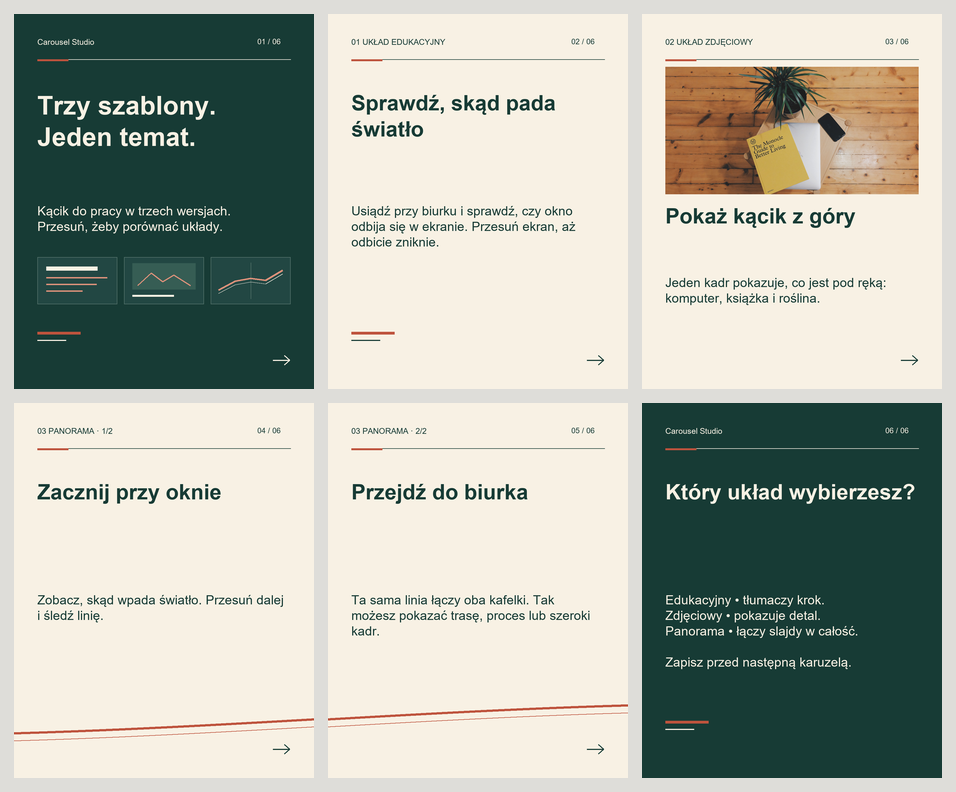 Carousel Studio
01 / 06
Trzy szablony.
Jeden temat.
Kącik do pracy w trzech wersjach.
Przesuń, żeby porównać układy.
01 UKŁAD EDUKACYJNY
02 / 06
Sprawdź, skąd pada
światło
Usiądź przy biurku i sprawdź, czy okno
odbija się w ekranie. Przesuń ekran, aż
odbicie zniknie.
02 UKŁAD ZDJĘCIOWY
03 / 06
The Monocle
Guide to
Better Living
Pokaż kącik z góry
Jeden kadr pokazuje, co jest pod ręką:
komputer, książka i roślina.
03 PANORAMA · 1/2
04 / 06
Zacznij przy oknie
Zobacz, skąd wpada światło. Przesuń dalej
i śledź linię.
03 PANORAMA · 2/2
05 / 06
Przejdź do biurka
Ta sama linia łączy oba kafelki. Tak
możesz pokazać trasę, proces lub szeroki
kadr.
Carousel Studio
06 / 06
Który układ wybierzesz?
Edukacyjny • tłumaczy krok.
Zdjęciowy • pokazuje detal.
Panorama • łączy slajdy w całość.
Zapisz przed następną karuzelą.